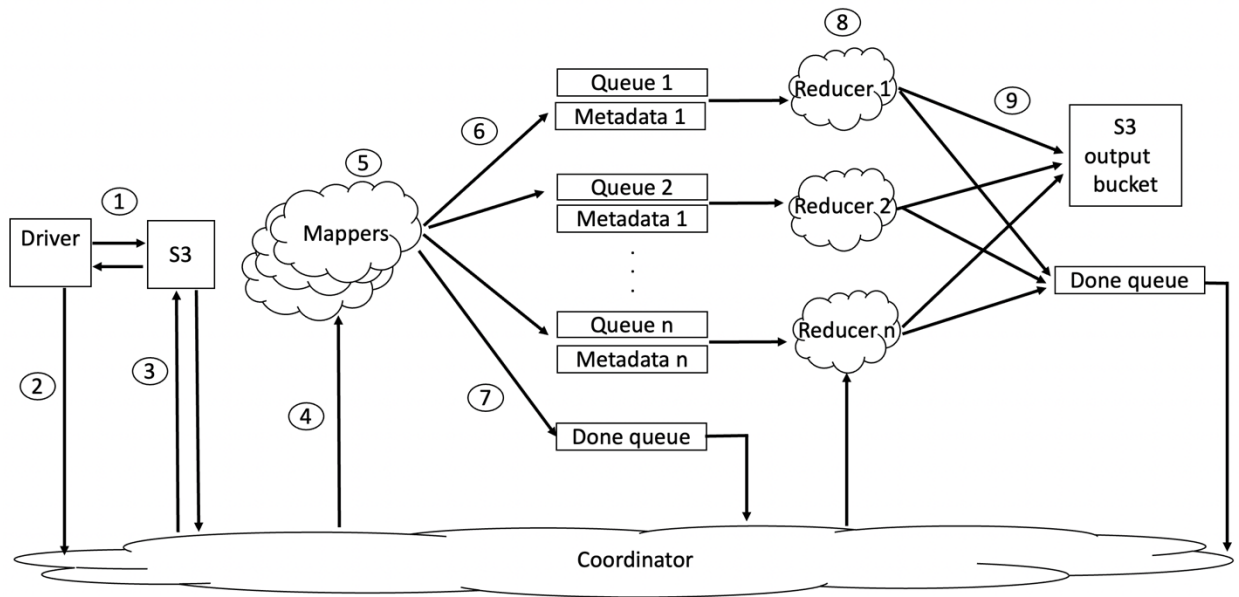 8
Queue 1
Metadata 1
Reducer 1
9
6
S3
output
bucket
5
Queue 2
Metadata 1
Reducer 2
1
Driver
S3
Mappers
.
.
.
Done queue
Queue n
Metadata n
Reducer n
2
3
4
7
Done queue
Coordinator